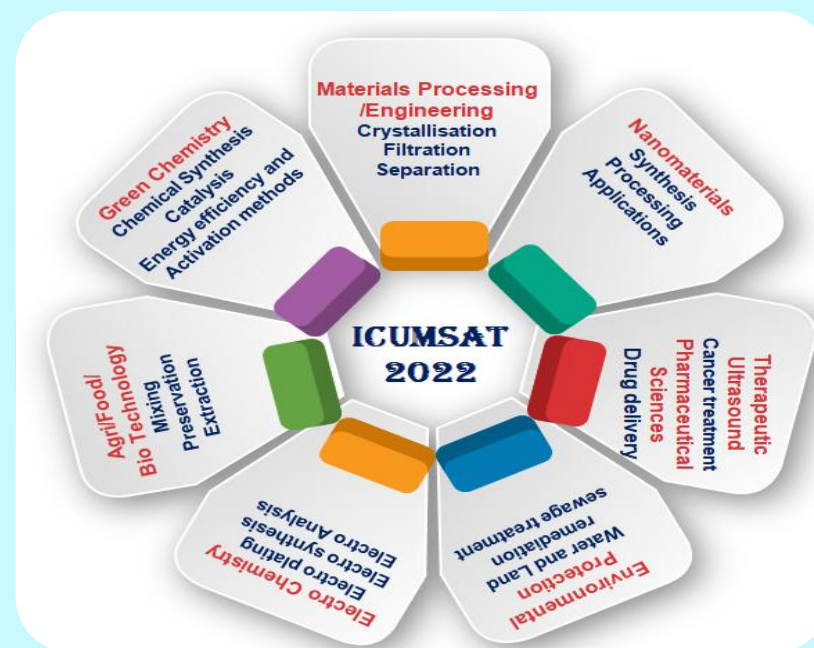 Materials Processing
/Engineering
Crystallisation
Filtration
Separation
Nanomaterials
Synthesis
Processing
Applications
Therapeutic
Ultrasound
Cancer treatment
Pharmaceutical
Sciences
Drug delivery
Environmental
Protection
Water and Land
remediation
sewage treatment
Electro Chemistry
Electro plating
Electro synthesis
Electro Analysis
Agri/Food/
Bio Technology
Mixing
Preservation
Extraction
Green Chemistry
Chemical Synthesis
Catalysis
Energy efficiency and
Activation methods
ICUMSAT
2022